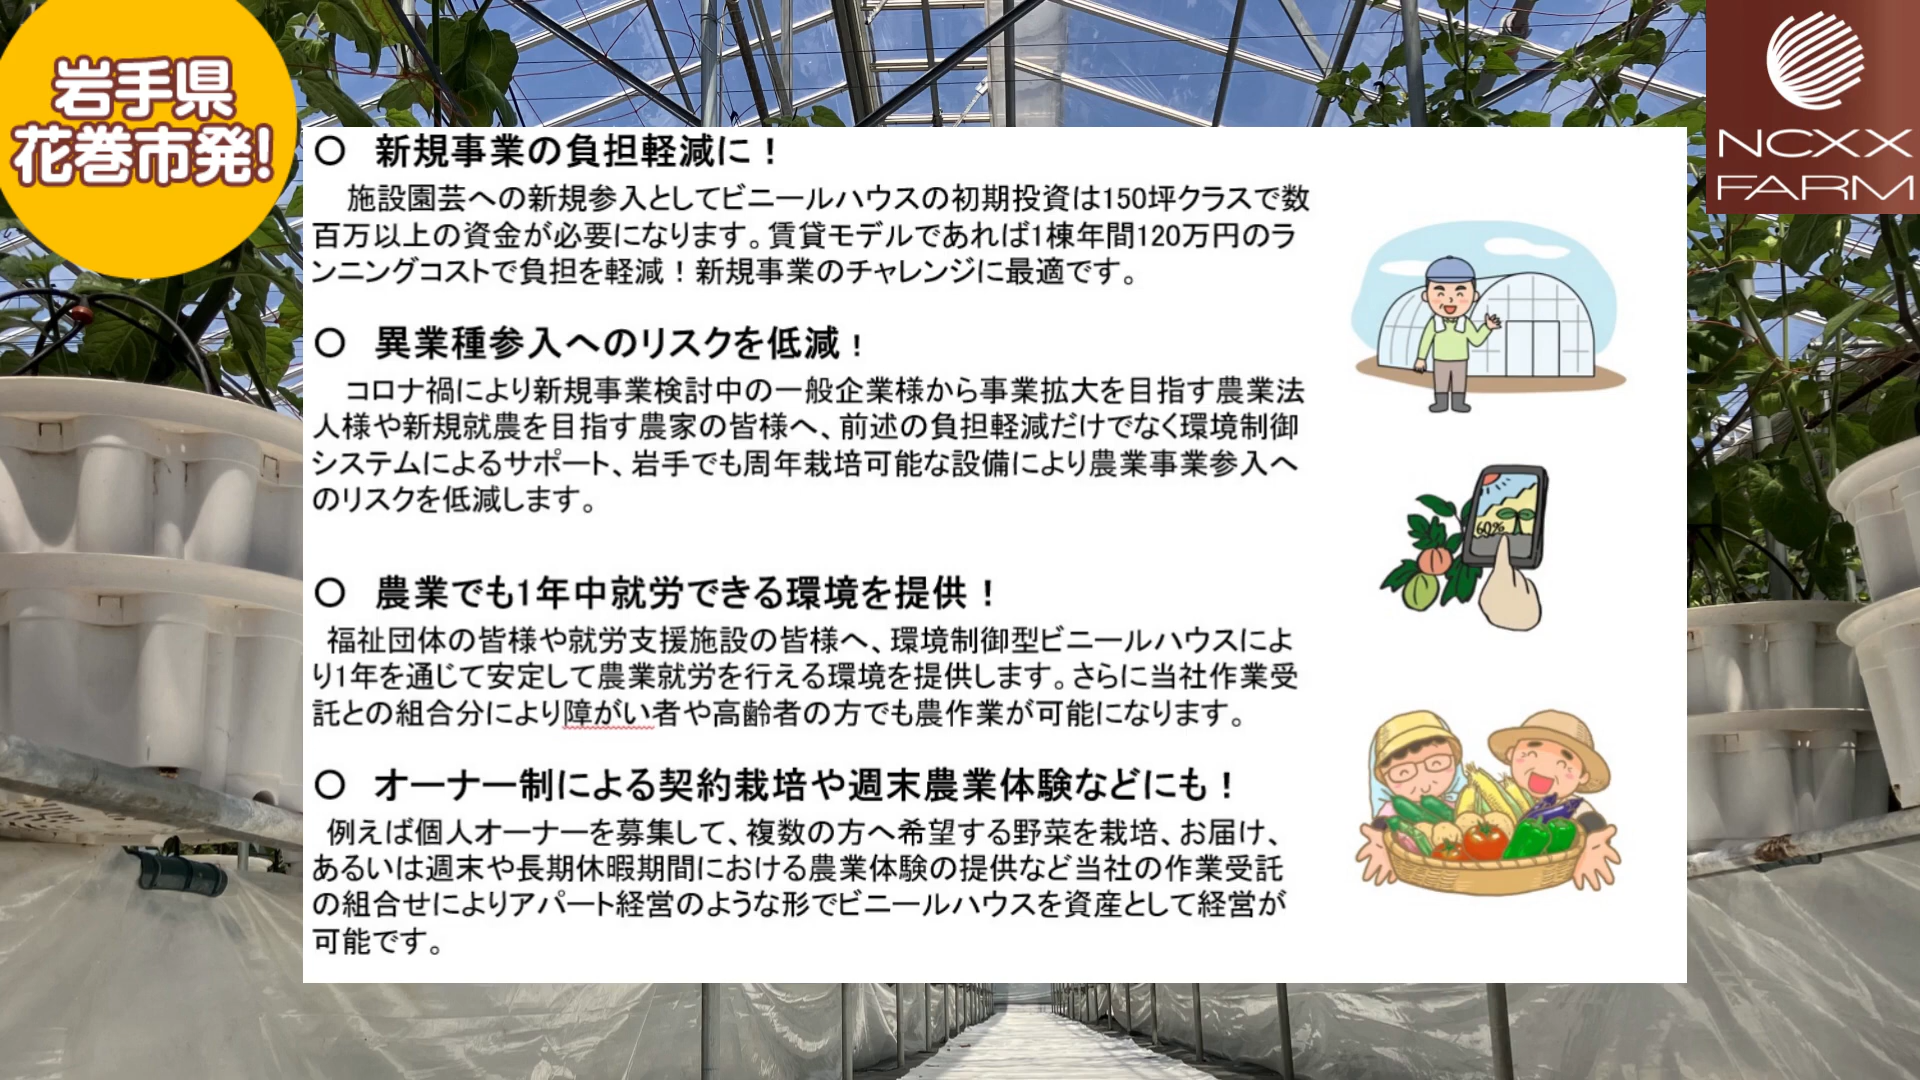 岩手県
花巻市発!
NCXX
FARM
〇　新規事業の負担軽減に！
施設園芸への新規参入としてビニールハウスの初期投資は150坪クラスで数
百万以上の資金が必要になります。賃貸モデルであれば1棟年間120万円のラ
ンニングコストで負担を軽減！新規事業のチャレンジに最適です。
〇　異業種参入へのリスクを低減！
コロナ禍により新規事業検討中の一般企業様から事業拡大を目指す農業法
人様や新規就農を目指す農家の皆様へ、前述の負担軽減だけでなく環境制御
システムによるサポート、岩手でも周年栽培可能な設備により農業事業参入へ
のリスクを低減します。
60%
〇　農業でも1年中就労できる環境を提供！
福祉団体の皆様や就労支援施設の皆様へ、環境制御型ビニールハウスによ
り1年を通じて安定して農業就労を行える環境を提供します。さらに当社作業受
託との組合分により障がい者や高齢者の方でも農作業が可能になります。
〇　オーナー制による契約栽培や週末農業体験などにも！
例えば個人オーナーを募集して、複数の方へ希望する野菜を栽培、お届け、
あるいは週末や長期休暇期間における農業体験の提供など当社の作業受託
の組合せによりアパート経営のような形でビニールハウスを資産として経営が
可能です。